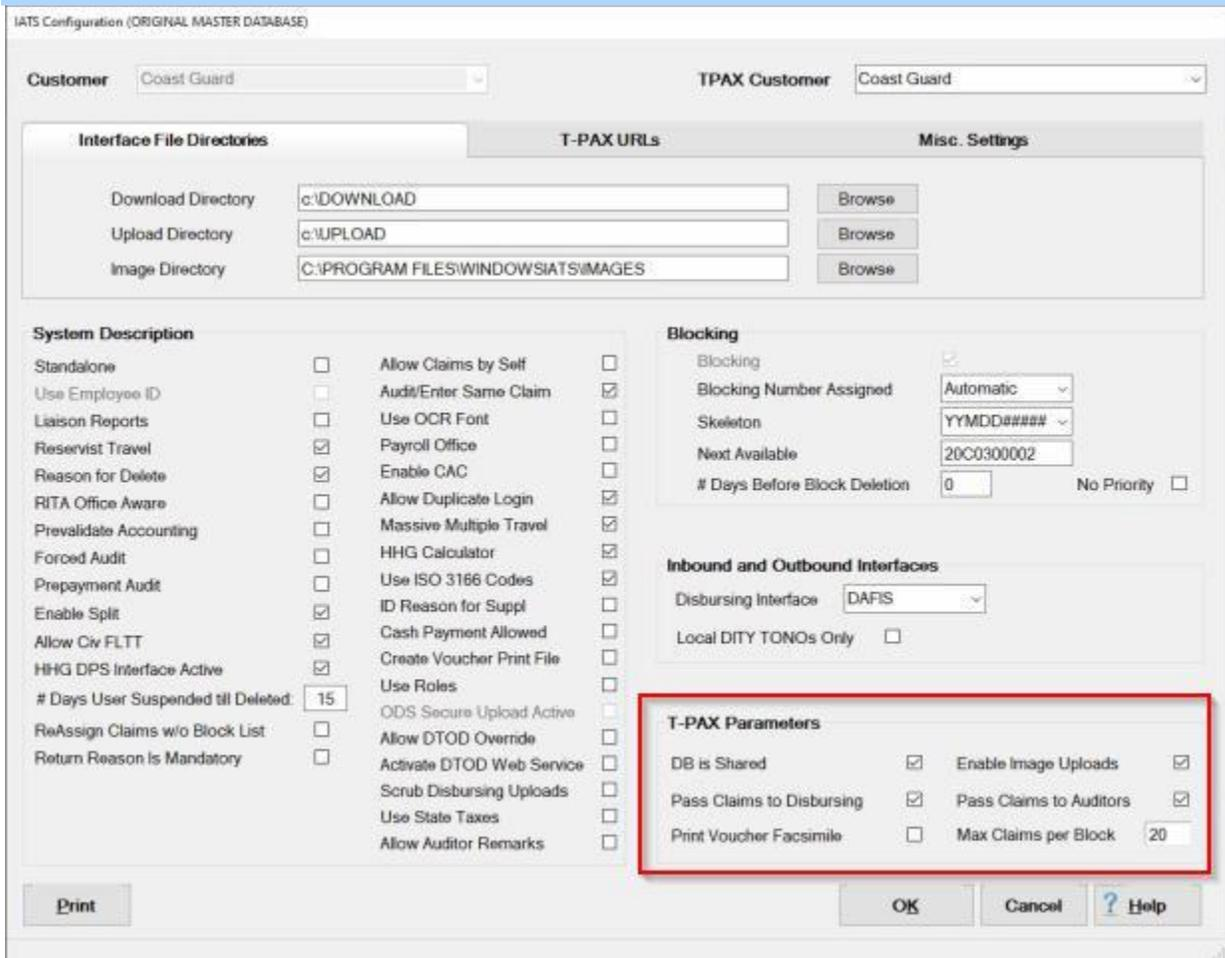 IATS Configuration (ORIGINAL MASTER DATABASE)
Customer Coast Guard TPAX Customer Coast Guard
Interface File Directories T-PAX URLs Misc. Settings
Download Directory c:\DOWNLOAD Browse
Upload Directory c:\UPLOAD Browse
Image Directory C:\PROGRAM FILES\WINDOWSIATS\IMAGES Browse
System Description
Standalone
Use Employee ID
Liaison Reports
Reservist Travel
Reason for Delete
RITA Office Aware
Prevalidate Accounting
Forced Audit
Prepayment Audit
Enable Split
Allow Civ FLTT
HHG DPS Interface Active
# Days User Suspended till Deleted: 15
ReAssign Claims w/o Block List
Return Reason Is Mandatory
Allow Claims by Self
Audit/Enter Same Claim
Use OCR Font
Payroll Office
Enable CAC
Allow Duplicate Login
Massive Multiple Travel
HHG Calculator
Use ISO 3166 Codes
ID Reason for Suppl
Cash Payment Allowed
Create Voucher Print File
Use Roles
ODS Secure Upload Active
Allow DTOD Override
Activate DTOD Web Service
Scrub Disbursing Uploads
Use State Taxes
Allow Auditor Remarks
Blocking
Blocking
Blocking Number Assigned Automatic
Skeleton YYMDD#####
Next Available 20C0300002
# Days Before Block Deletion 0 No Priority
Inbound and Outbound Interfaces
Disbursing Interface DAFIS
Local DITY TONOs Only
T-PAX Parameters
DB is Shared Enable Image Uploads
Pass Claims to Disbursing Pass Claims to Auditors
Print Voucher Facsimile Max Claims per Block 20
Print OK Cancel ? Help